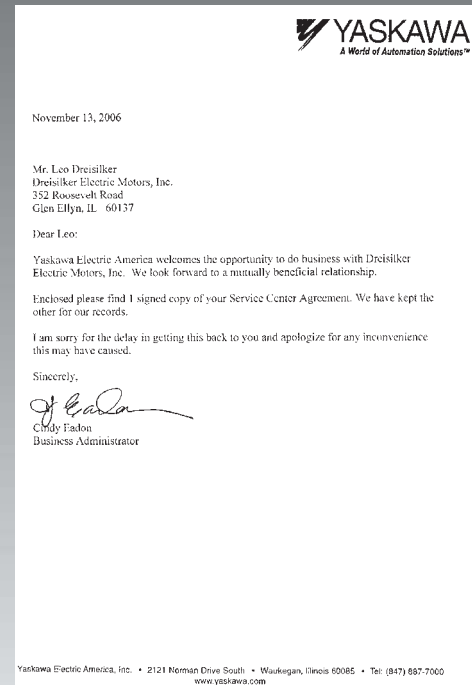 YASKAWA
A World of Automation Solutions™
November 13, 2006
Mr. Leo Dreisilker
Dreisilker Electric Motors, Inc.
352 Roosevelt Road
Glen Ellyn, IL 60137
Dear Leo:
Yaskawa Electric America welcomes the opportunity to do business with Dreisilker
Electric Motors, Inc. We look forward to a mutually beneficial relationship.
Enclosed please find 1 signed copy of your Service Center Agreement. We have kept the
other for our records.
I am sorry for the delay in getting this back to you and apologize for any inconvenience
this may have caused.
Sincerely,
Cindy Eadon
Business Administrator
Yaskawa Electric America, Inc. • 2121 Norman Drive South • Waukegan, Illinois 60085 • Tel: (847) 887-7000
www.yaskawa.com